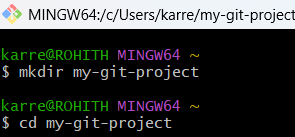 MINGW64:/c/Users/karre/my-git-project
karre@ROHITH MINGW64 ~
$ mkdir my-git-project
karre@ROHITH MINGW64 ~
$ cd my-git-project